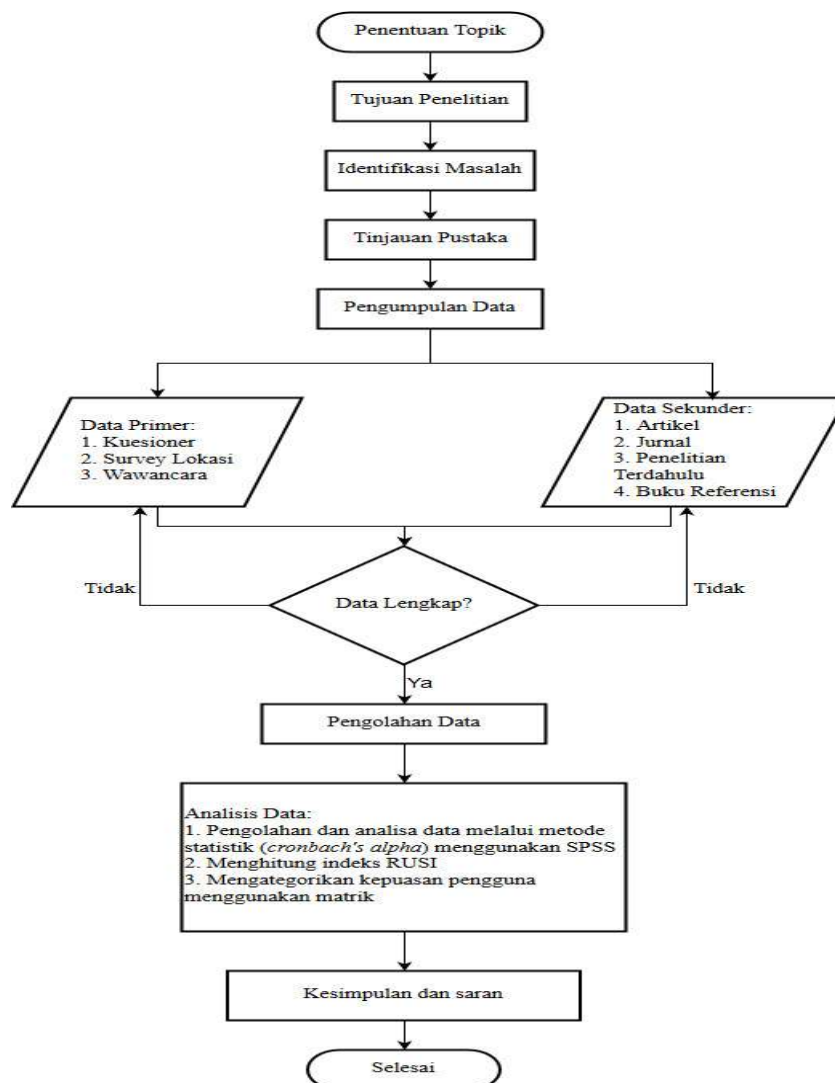 Penentuan Topik
Tujuan Penelitian
Identifikasi Masalah
Tinjauan Pustaka
Pengumpulan Data
Data Primer:
1. Kuesioner
2. Survey Lokasi
3. Wawancara
Data Sekunder:
1. Artikel
2. Jurnal
3. Penelitian
Terdahulu
4. Buku Referensi
Tidak
Data Lengkap?
Tidak
Ya
Pengolahan Data
Analisis Data:
1. Pengolahan dan analisa data melalui metode
statistik (cronbach's alpha) menggunakan SPSS
2. Menghitung indeks RUSI
3. Mengategorikan kepuasan pengguna
menggunakan matrik
Kesimpulan dan saran
Selesai